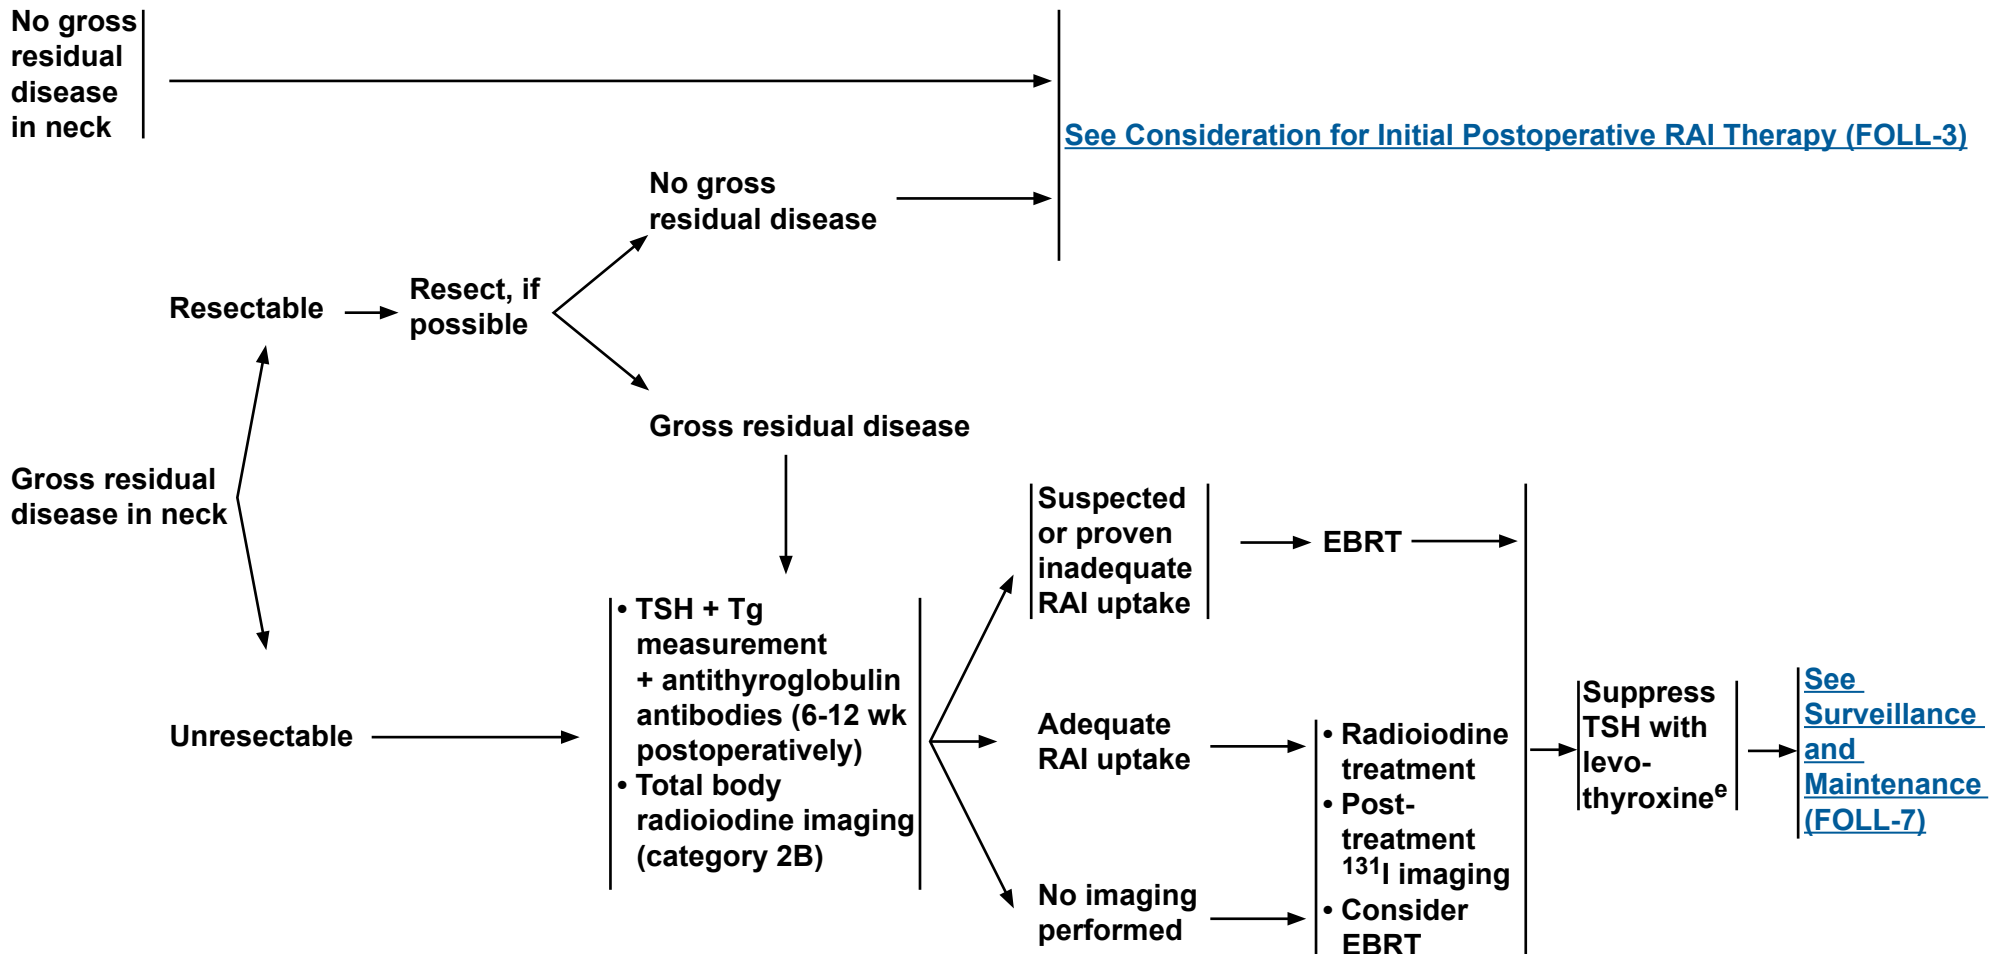 No gross
residual
disease
in neck
See Consideration for Initial Postoperative RAI Therapy (FOLL-3)
No gross
residual disease
Resectable
Resect, if
possible
Gross residual disease
Gross residual
disease in neck
Unresectable
• TSH + Tg
measurement
+ antithyroglobulin
antibodies (6-12 wk
postoperatively)
• Total body
radioiodine imaging
(category 2B)
Suspected
or proven
inadequate
RAI uptake
EBRT
Adequate
RAI uptake
No imaging
performed
• Radioiodine
treatment
• Post-
treatment
131I imaging
• Consider
EBRT
Suppress
TSH with
levo-
thyroxinee
See
Surveillance
and
Maintenance
(FOLL-7)